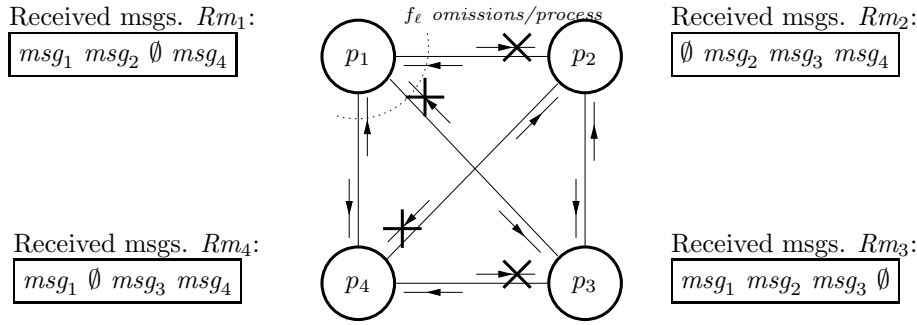 Received msgs. Rm₁:
msg₁ msg₂ ∅ msg₄
f_ℓ omissions/process
Received msgs. Rm₂:
∅ msg₂ msg₃ msg₄
p₁
p₂
Received msgs. Rm₄:
msg₁ ∅ msg₃ msg₄
p₄
p₃
Received msgs. Rm₃:
msg₁ msg₂ msg₃ ∅